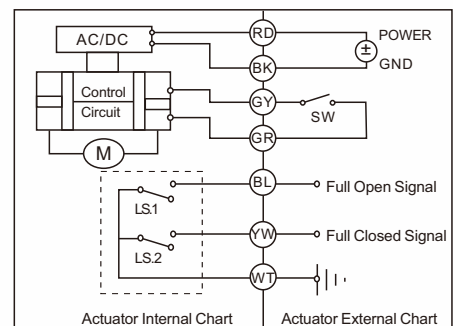 AC/DC
RD
POWER
±
BK
GND
Control
Circuit
GY
SW
GR
M
BL
Full Open Signal
LS.1
YW
Full Closed Signal
LS.2
WT
Actuator Internal Chart
Actuator External Chart